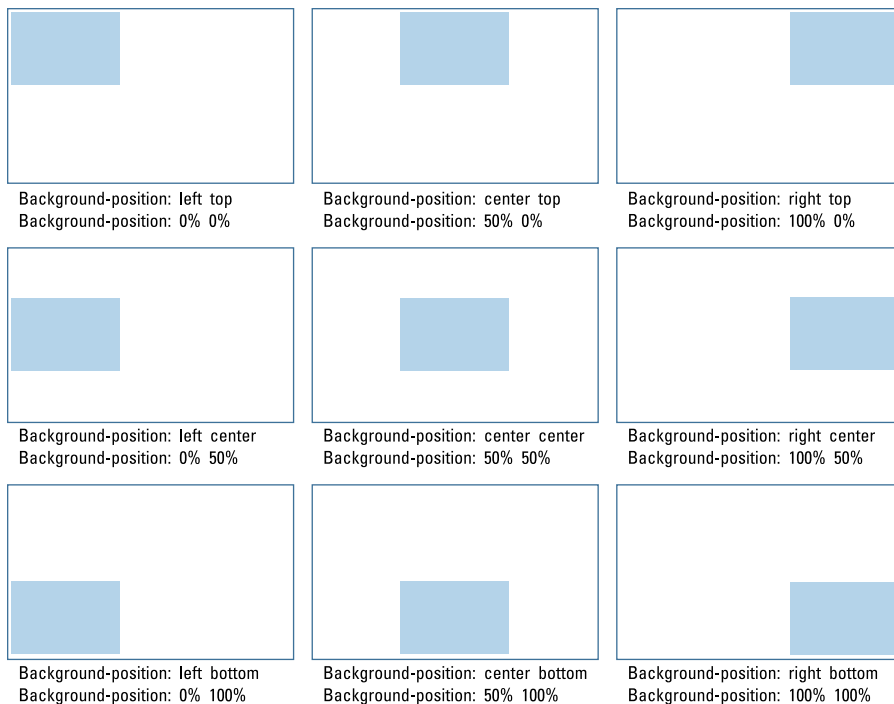 Background-position: left top
Background-position: 0% 0%
Background-position: center top
Background-position: 50% 0%
Background-position: right top
Background-position: 100% 0%
Background-position: left center
Background-position: 0% 50%
Background-position: center center
Background-position: 50% 50%
Background-position: right center
Background-position: 100% 50%
Background-position: left bottom
Background-position: 0% 100%
Background-position: center bottom
Background-position: 50% 100%
Background-position: right bottom
Background-position: 100% 100%